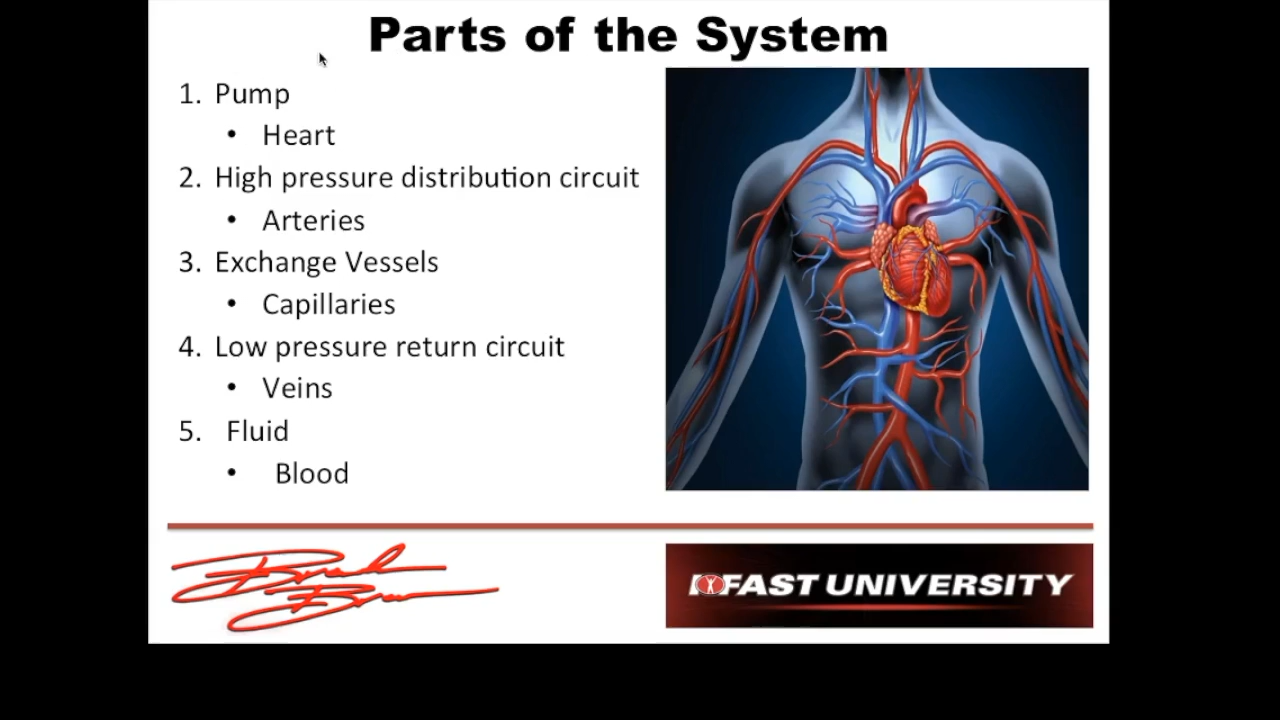 Parts of the System
1. Pump
• Heart
2. High pressure distribution circuit
• Arteries
3. Exchange Vessels
• Capillaries
4. Low pressure return circuit
• Veins
5. Fluid
• Blood
FAST UNIVERSITY